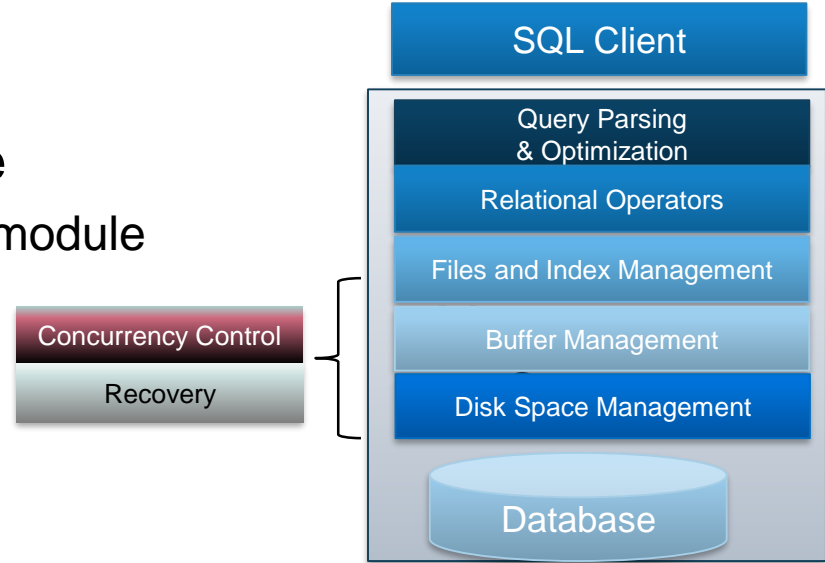 SQL Client
Query Parsing
& Optimization
e
module
Relational Operators
Files and Index Management
Concurrency Control
Recovery
Buffer Management
Disk Space Management
Database